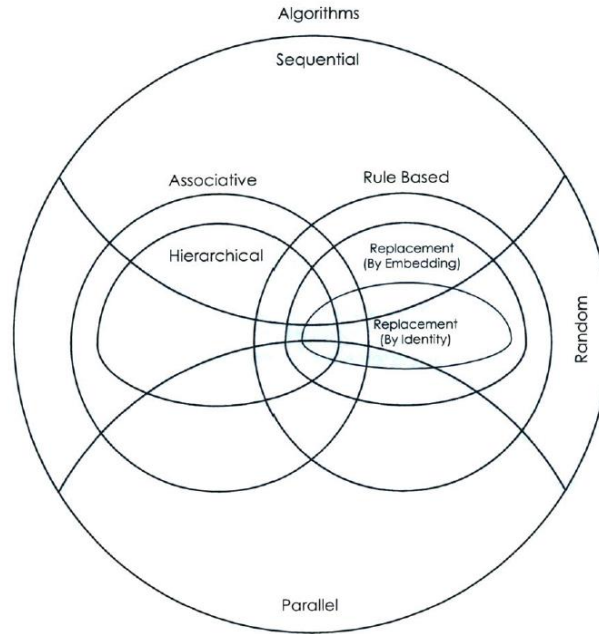 Algorithms
Sequential
Associative
Rule Based
Hierarchical
Replacement
(By Embedding)
Replacement
(By Identity)
Random
Parallel